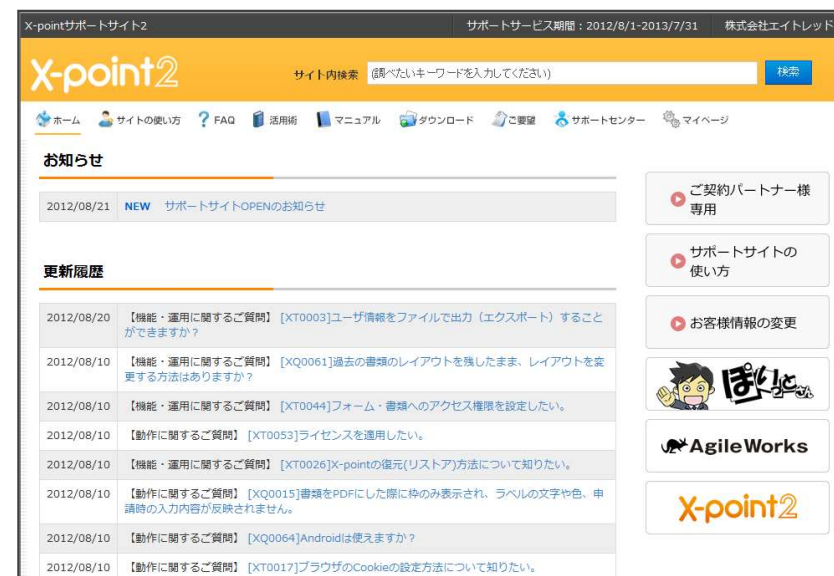 X-pointサポートサイト2 サポートサービス期間：2012/8/1-2013/7/31 株式会社エイトレッド
X-point2 サイト内検索 (調べたいキーワードを入力してください) 検索
ホーム サイトの使い方 FAQ 活用術 マニュアル ダウンロード ご要望 サポートセンター マイページ
お知らせ
2012/08/21 NEW サポートサイトOPENのお知らせ
更新履歴
2012/08/20 【機能・運用に関するご質問】 [XT0003]ユーザ情報をファイルで出力（エクスポート）すること
ができますか？
2012/08/10 【機能・運用に関するご質問】 [XQ0061]過去の書類のレイアウトを残したまま、レイアウトを変
更する方法はありますか？
2012/08/10 【機能・運用に関するご質問】 [XT0044]フォーム・書類へのアクセス権限を設定したい。
2012/08/10 【動作に関するご質問】 [XT0053]ライセンスを適用したい。
2012/08/10 【機能・運用に関するご質問】 [XT0026]X-pointの復元(リストア)方法について知りたい。
2012/08/10 【動作に関するご質問】 [XQ0015]書類をPDFにした際に枠のみ表示され、ラベルの文字や色、申
請時の入力内容が反映されません。
2012/08/10 【動作に関するご質問】 [XQ0064]Androidは使えますか？
2012/08/10 【動作に関するご質問】 [XT0017]ブラウザのCookieの設定方法について知りたい。
ご契約パートナー様
専用
サポートサイトの
使い方
お客様情報の変更
ぽいとさん
AgileWorks
X-point2